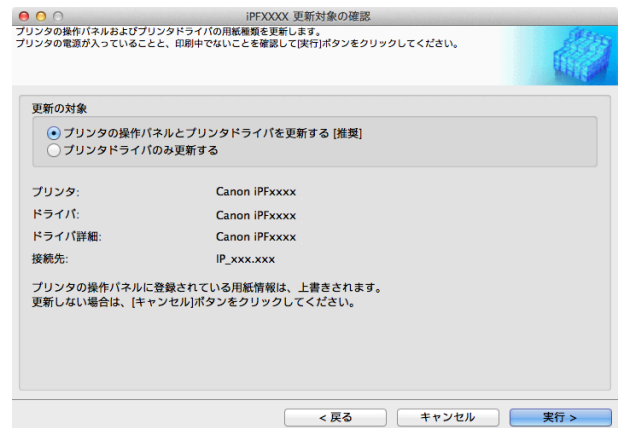 iPFXXXX 更新対象の確認
プリンタの操作パネルおよびプリンタドライバの用紙種類を更新します。
プリンタの電源が入っていることと、印刷中でないことを確認して[実行]ボタンをクリックしてください。
更新の対象
プリンタの操作パネルとプリンタドライバを更新する [推奨]
プリンタドライバのみ更新する
プリンタ: Canon iPFxxxx
ドライバ: Canon iPFxxxx
ドライバ詳細: Canon iPFxxxx
接続先: IP_xxx.xxx
プリンタの操作パネルに登録されている用紙情報は、上書きされます。
更新しない場合は、[キャンセル]ボタンをクリックしてください。
< 戻る キャンセル 実行 >